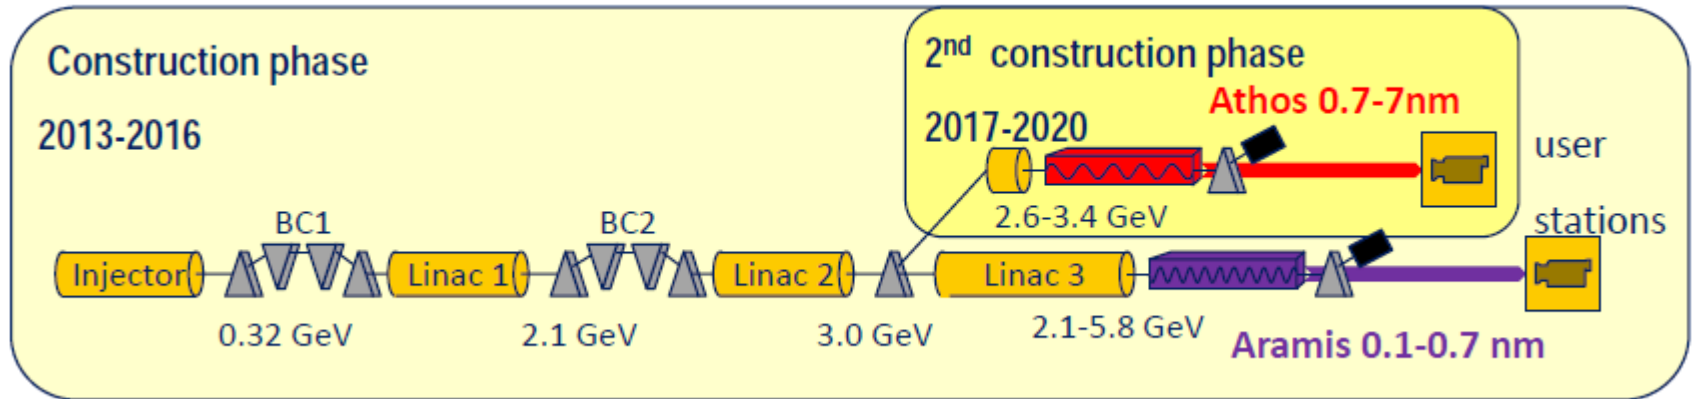 Construction phase
2013-2016
2nd construction phase
Athos 0.7-7nm
2017-2020
2.6-3.4 GeV
user
stations
BC1
BC2
Injector
Linac 1
Linac 2
Linac 3
0.32 GeV
2.1 GeV
3.0 GeV
2.1-5.8 GeV
Aramis 0.1-0.7 nm